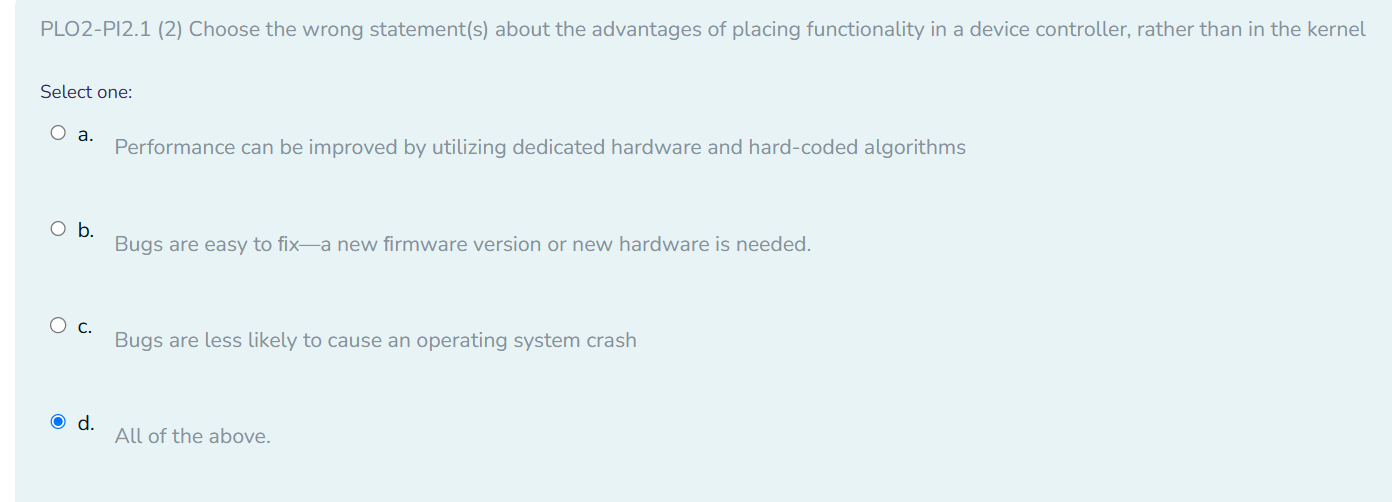 PLO2-PI2.1 (2) Choose the wrong statement(s) about the advantages of placing functionality in a device controller, rather than in the kernel
Select one:
a.
Performance can be improved by utilizing dedicated hardware and hard-coded algorithms
b.
Bugs are easy to fix—a new firmware version or new hardware is needed.
c.
Bugs are less likely to cause an operating system crash
d.
All of the above.